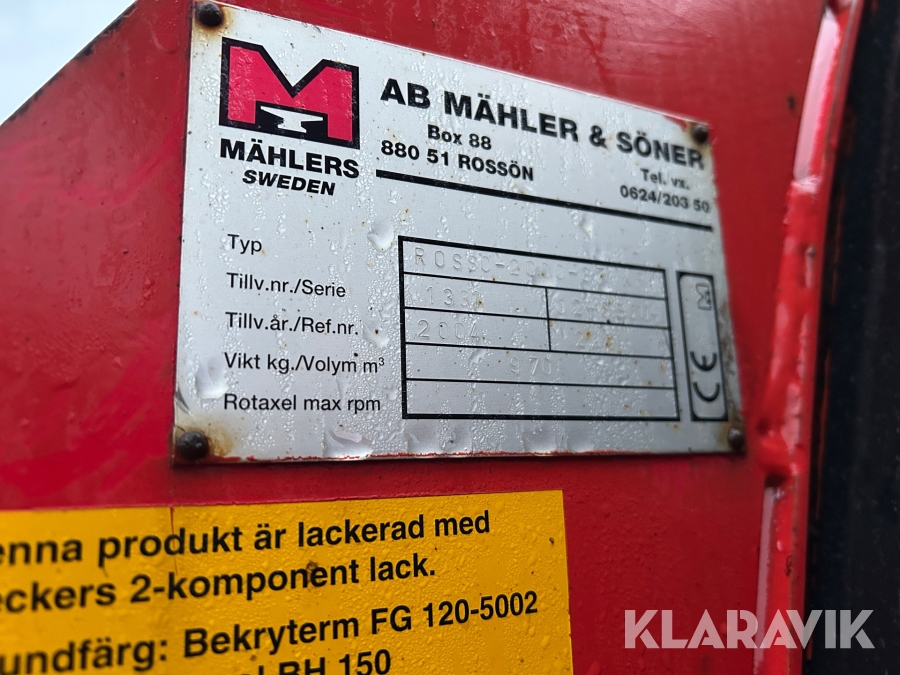 M
MÄHLERS
SWEDEN
AB MÄHLER & SÖNER
Box 88
880 51 ROSSÖN
Tel. vx.
0624/203 50
Typ
Tillv.nr./Serie
Tillv.år./Ref.nr.
2004
Vikt kg./Volym m³
970
Rotaxel max rpm
CE
enna produkt är lackerad med
eckers 2-komponent lack.
undfärg: Bekryterm FG 120-5002
BH 150
KLARAVIK